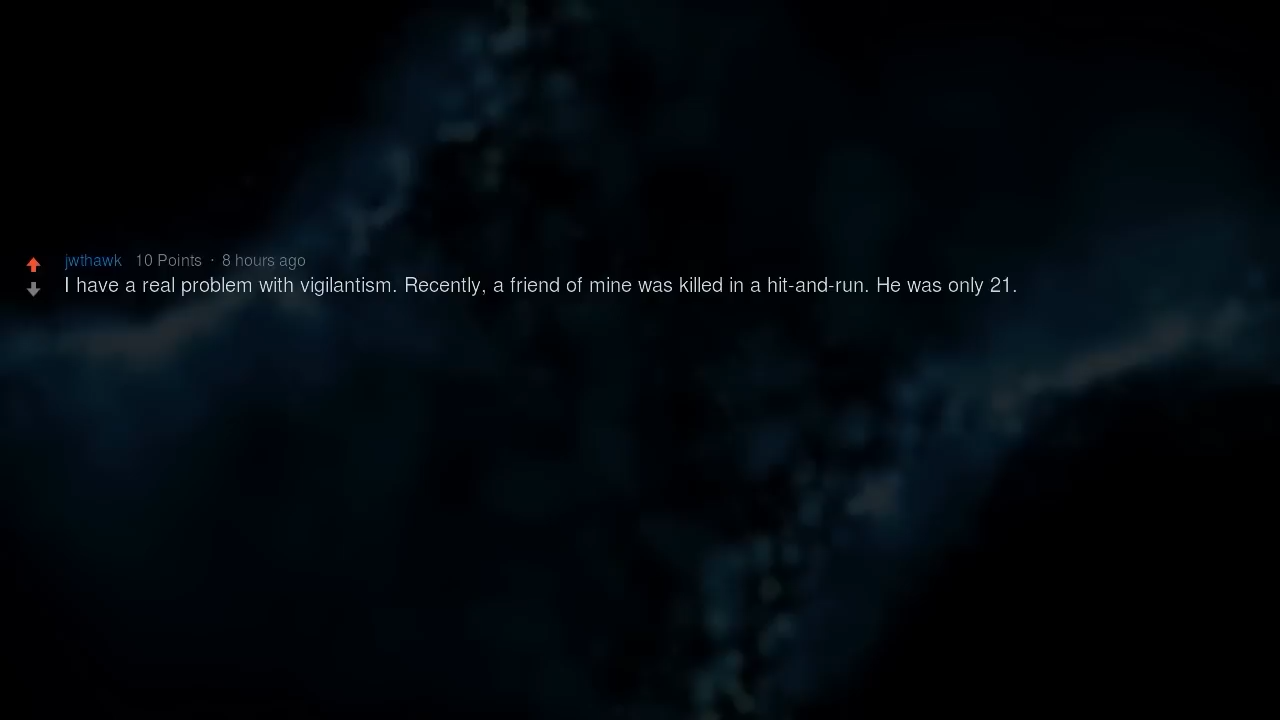 jwthawk 10 Points · 8 hours ago
I have a real problem with vigilantism. Recently, a friend of mine was killed in a hit-and-run. He was only 21.